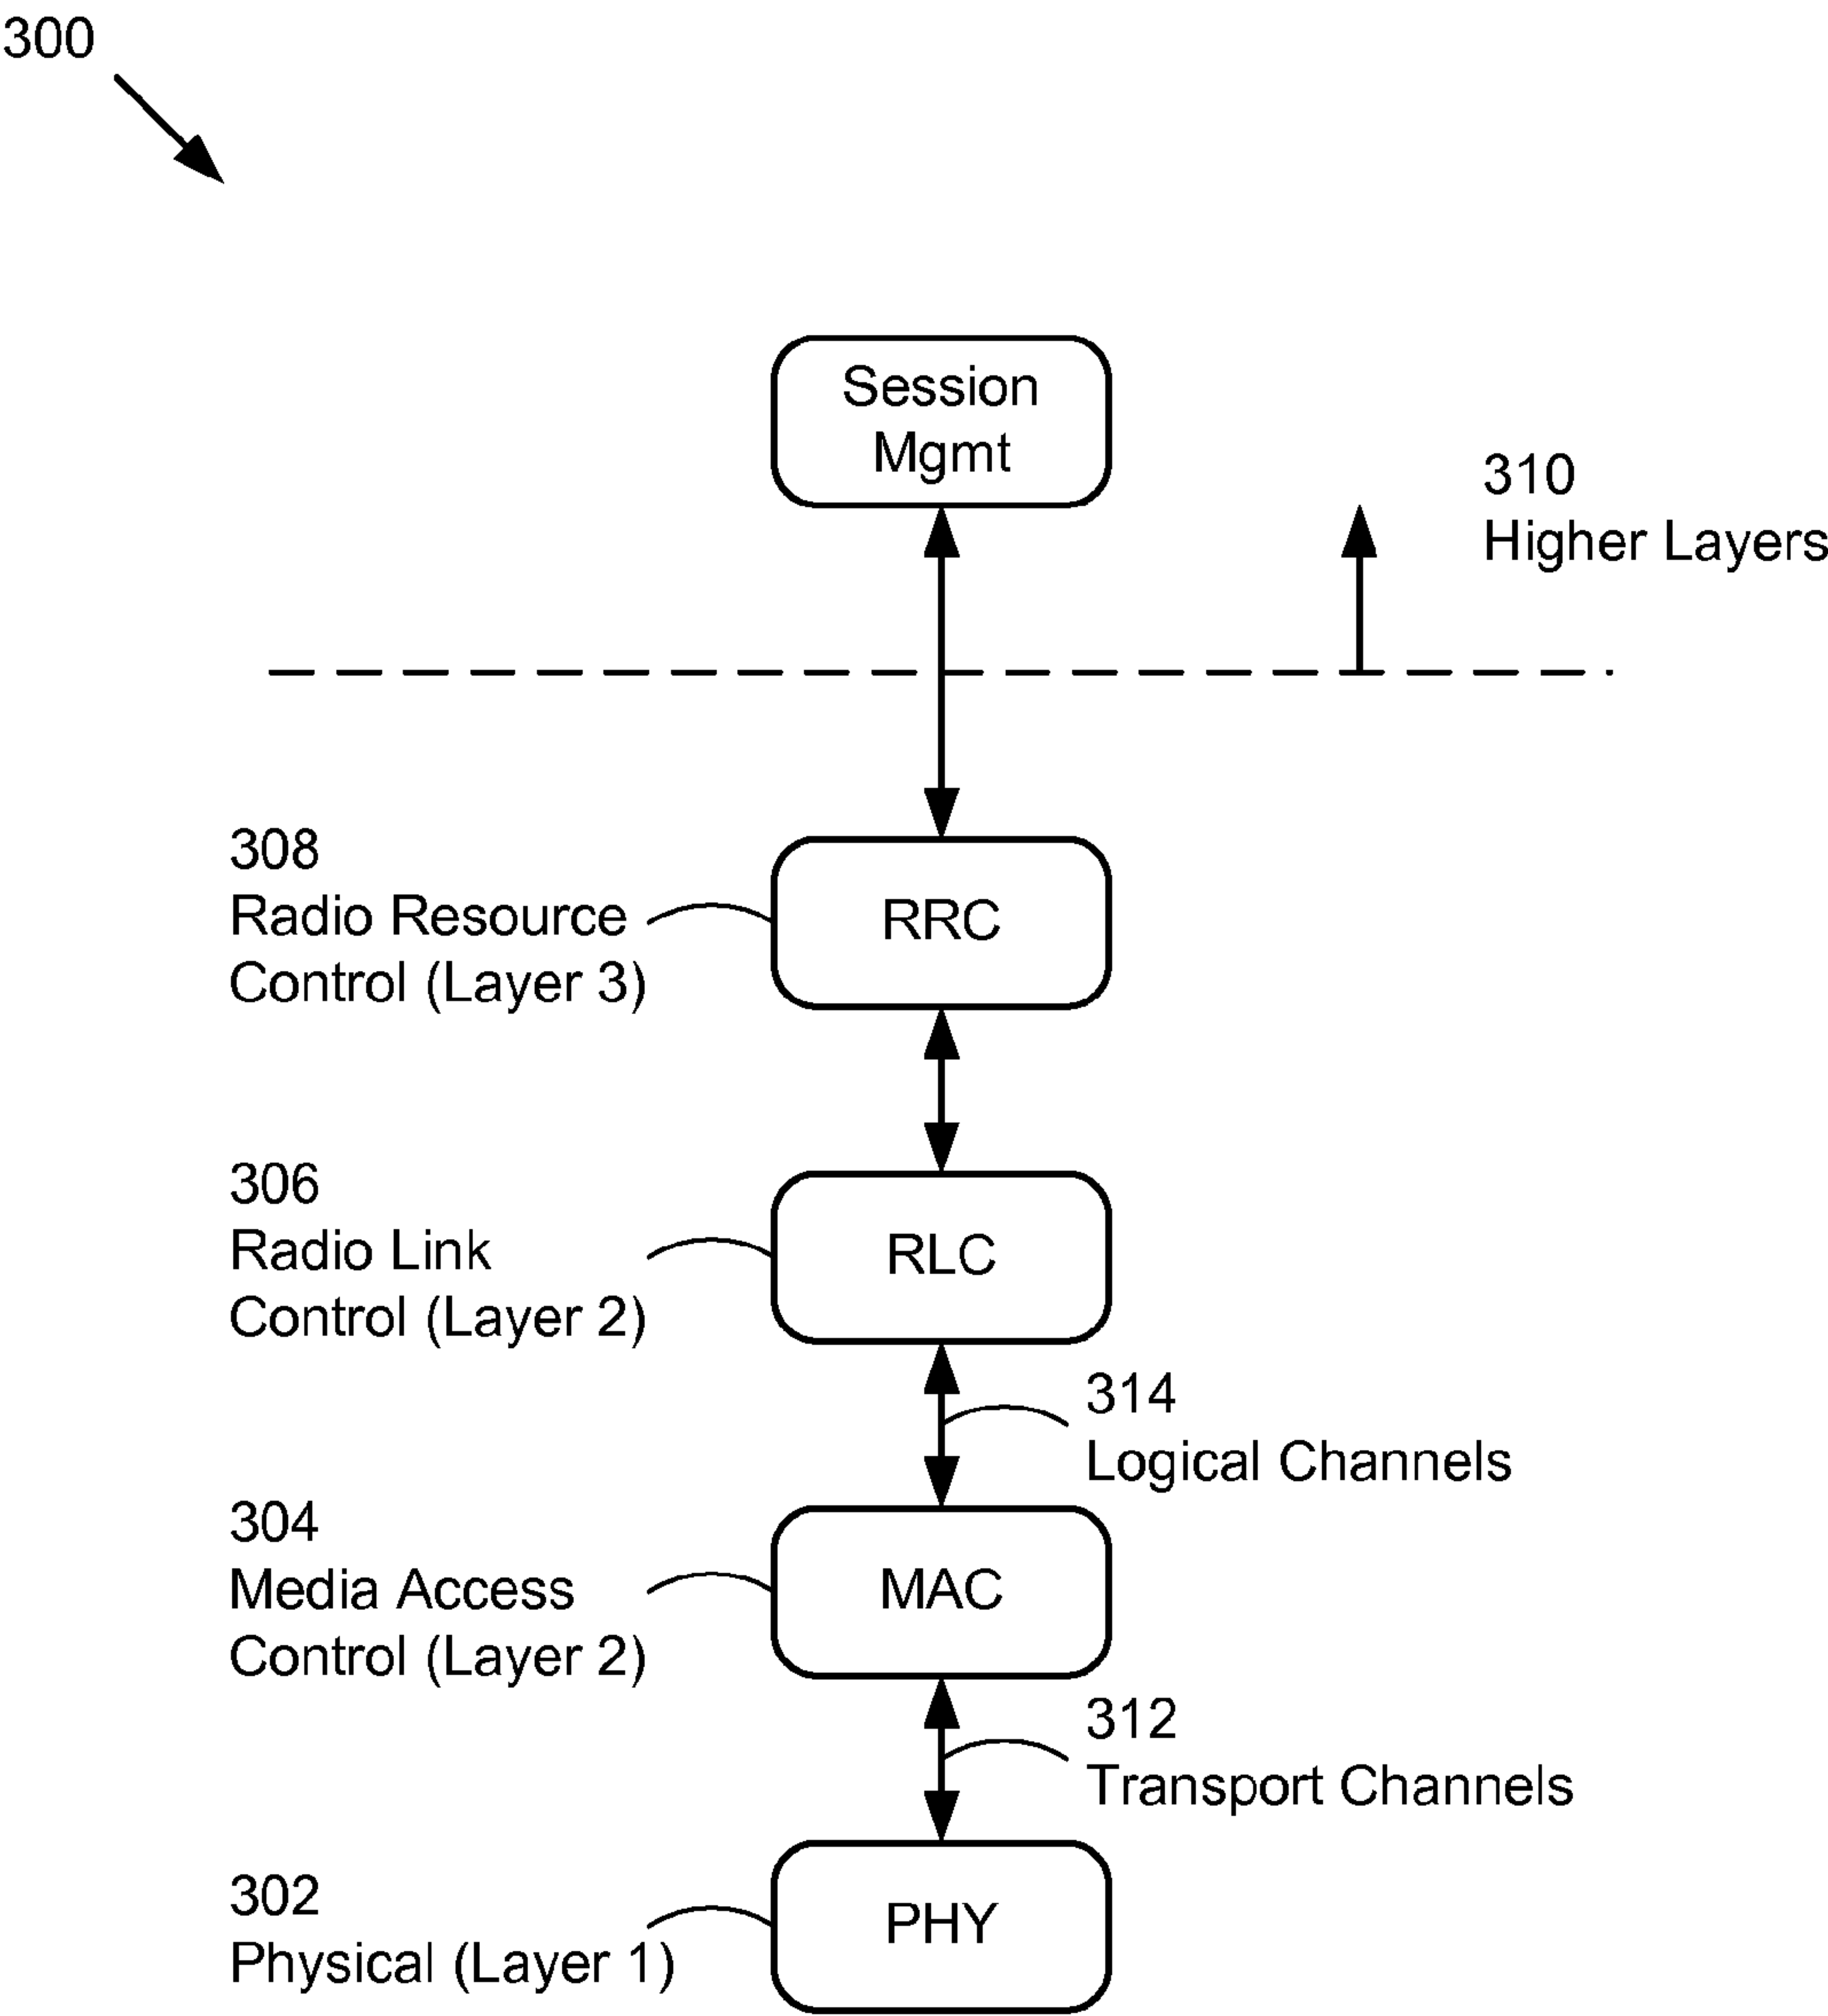 300
Session
Mgmt
310
Higher Layers
308
Radio Resource
Control (Layer 3)
RRC
306
Radio Link
Control (Layer 2)
RLC
314
Logical Channels
304
Media Access
Control (Layer 2)
MAC
312
Transport Channels
302
Physical (Layer 1)
PHY